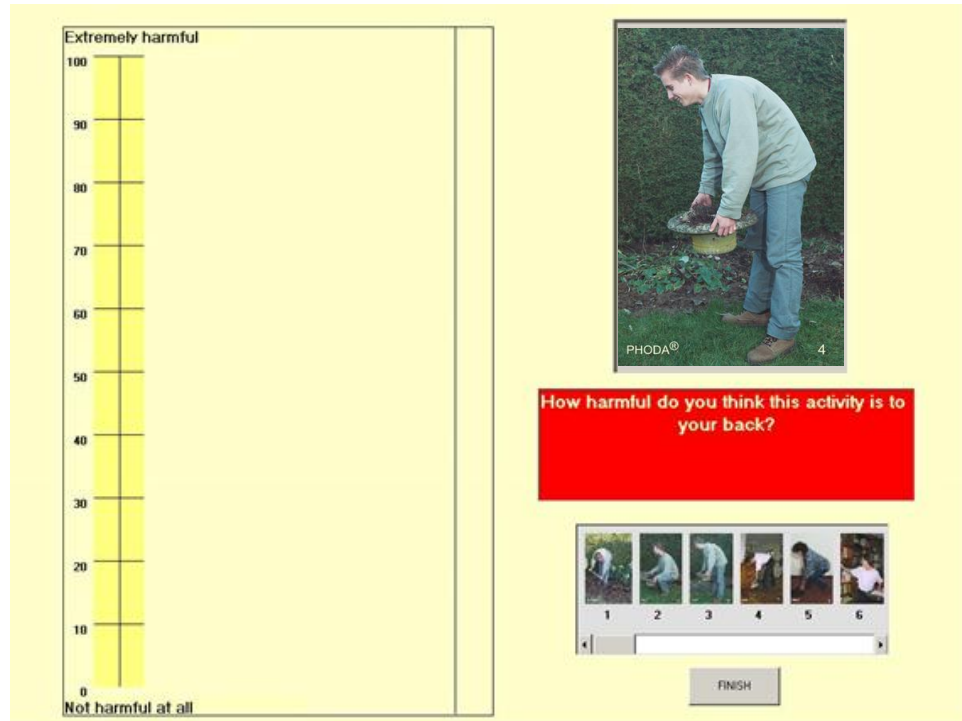 Extremely harmful
100
90
80
70
60
50
40
30
20
10
0
Not harmful at all
PHODA® 4
How harmful do you think this activity is to
your back?
1 2 3 4 5 6
FINISH